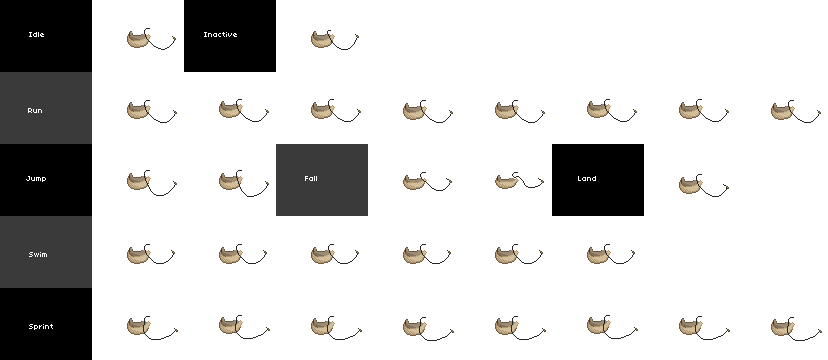 Idle
Inactive
Run
Jump
Fall
Land
Swim
Sprint